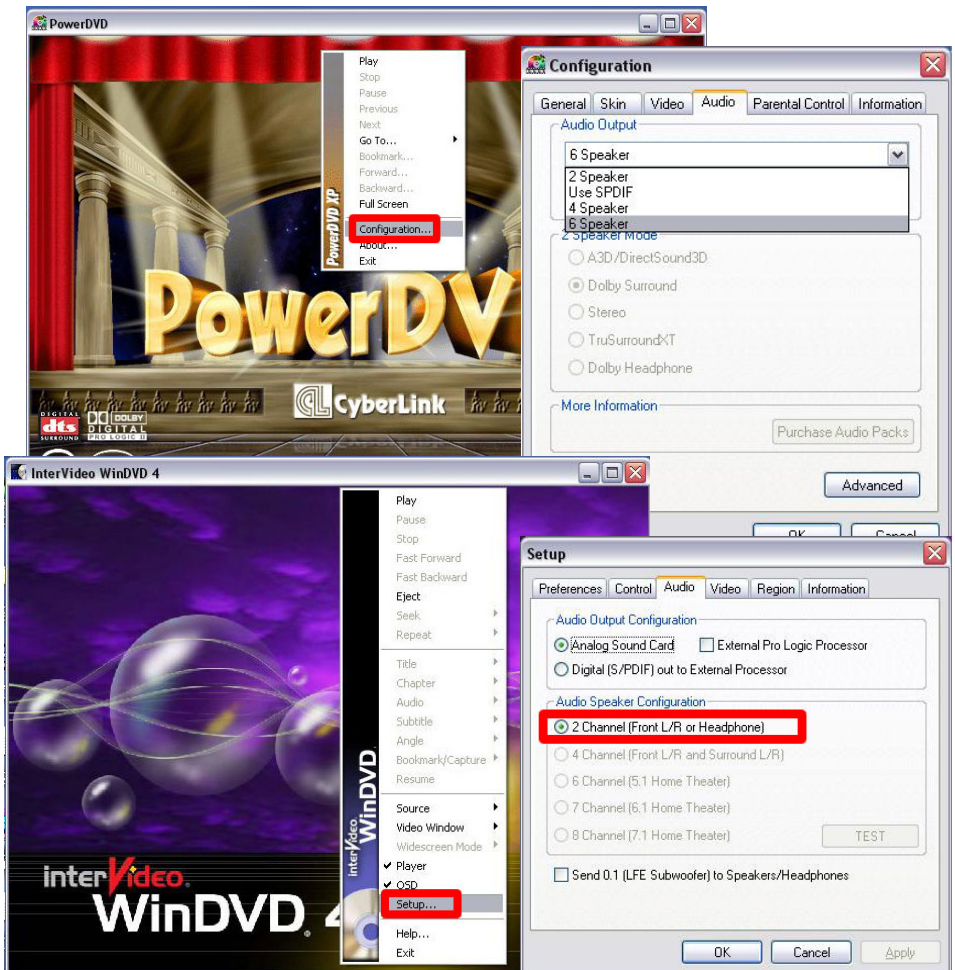 PowerDVD
Play
Stop
Pause
Previous
Next
Go To...
Bookmark...
Forward...
Backward...
Full Screen
Configuration...
About...
Exit
PowerDVD XP
PowerDV
CyberLink
DIGITAL
dts
SURROUND
DOLBY
DIGITAL
PRO LOGIC II
Configuration
General Skin Video Audio Parental Control Information
Audio Output
6 Speaker
2 Speaker
Use SPDIF
4 Speaker
6 Speaker
2 Speaker Mode
A3D/DirectSound3D
Dolby Surround
Stereo
TruSurroundXT
Dolby Headphone
More Information
Purchase Audio Packs
Advanced
OK Cancel
InterVideo WinDVD 4
Play
Pause
Stop
Fast Forward
Fast Backward
Eject
Seek
Repeat
Title
Chapter
Audio
Subtitle
Angle
Bookmark/Capture
Resume
Source
Video Window
Widescreen Mode
Player
OSD
Setup...
Help...
Exit
InterVideo WinDVD
interVideo.
WinDVD. 4
Setup
Preferences Control Audio Video Region Information
Audio Output Configuration
Analog Sound Card External Pro Logic Processor
Digital (S/PDIF) out to External Processor
Audio Speaker Configuration
2 Channel (Front L/R or Headphone)
4 Channel (Front L/R and Surround L/R)
6 Channel (5.1 Home Theater)
7 Channel (6.1 Home Theater)
8 Channel (7.1 Home Theater) TEST
Send 0.1 (LFE Subwoofer) to Speakers/Headphones
OK Cancel Apply